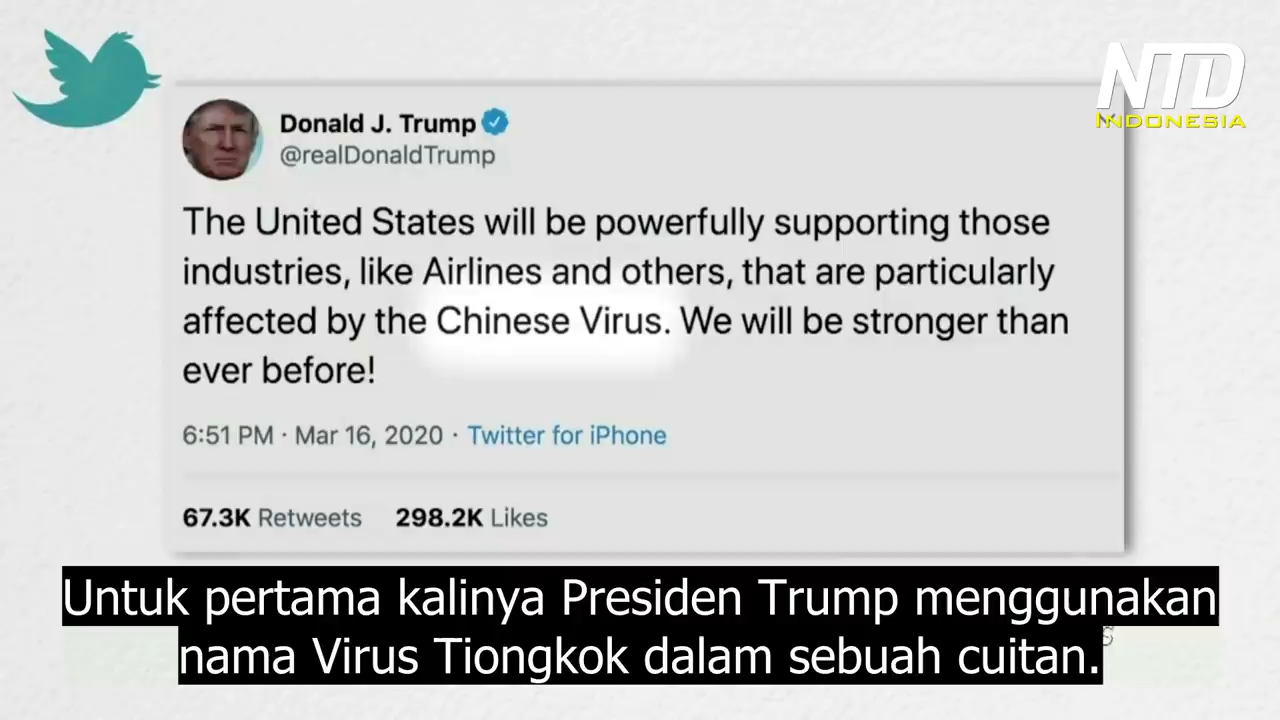 NTD
INDONESIA
Donald J. Trump
@realDonaldTrump
The United States will be powerfully supporting those
industries, like Airlines and others, that are particularly
affected by the Chinese Virus. We will be stronger than
ever before!
6:51 PM · Mar 16, 2020 · Twitter for iPhone
67.3K Retweets 298.2K Likes
Untuk pertama kalinya Presiden Trump menggunakan
nama Virus Tiongkok dalam sebuah cuitan.